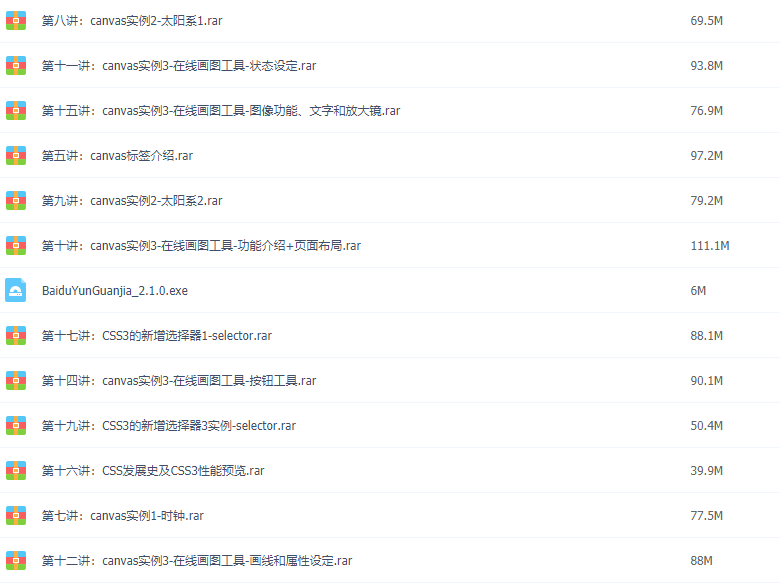 第八讲：canvas实例2-太阳系1.rar 69.5M
第十一讲：canvas实例3-在线画图工具-状态设定.rar 93.8M
第十五讲：canvas实例3-在线画图工具-图像功能、文字和放大镜.rar 76.9M
第五讲：canvas标签介绍.rar 97.2M
第九讲：canvas实例2-太阳系2.rar 79.2M
第十讲：canvas实例3-在线画图工具-功能介绍+页面布局.rar 111.1M
BaiduYunGuanjia_2.1.0.exe 6M
第十七讲：CSS3的新增选择器1-selector.rar 88.1M
第十四讲：canvas实例3-在线画图工具-按钮工具.rar 90.1M
第十九讲：CSS3的新增选择器3实例-selector.rar 50.4M
第十六讲：CSS发展史及CSS3性能预览.rar 39.9M
第七讲：canvas实例1-时钟.rar 77.5M
第十二讲：canvas实例3-在线画图工具-画线和属性设定.rar 88M